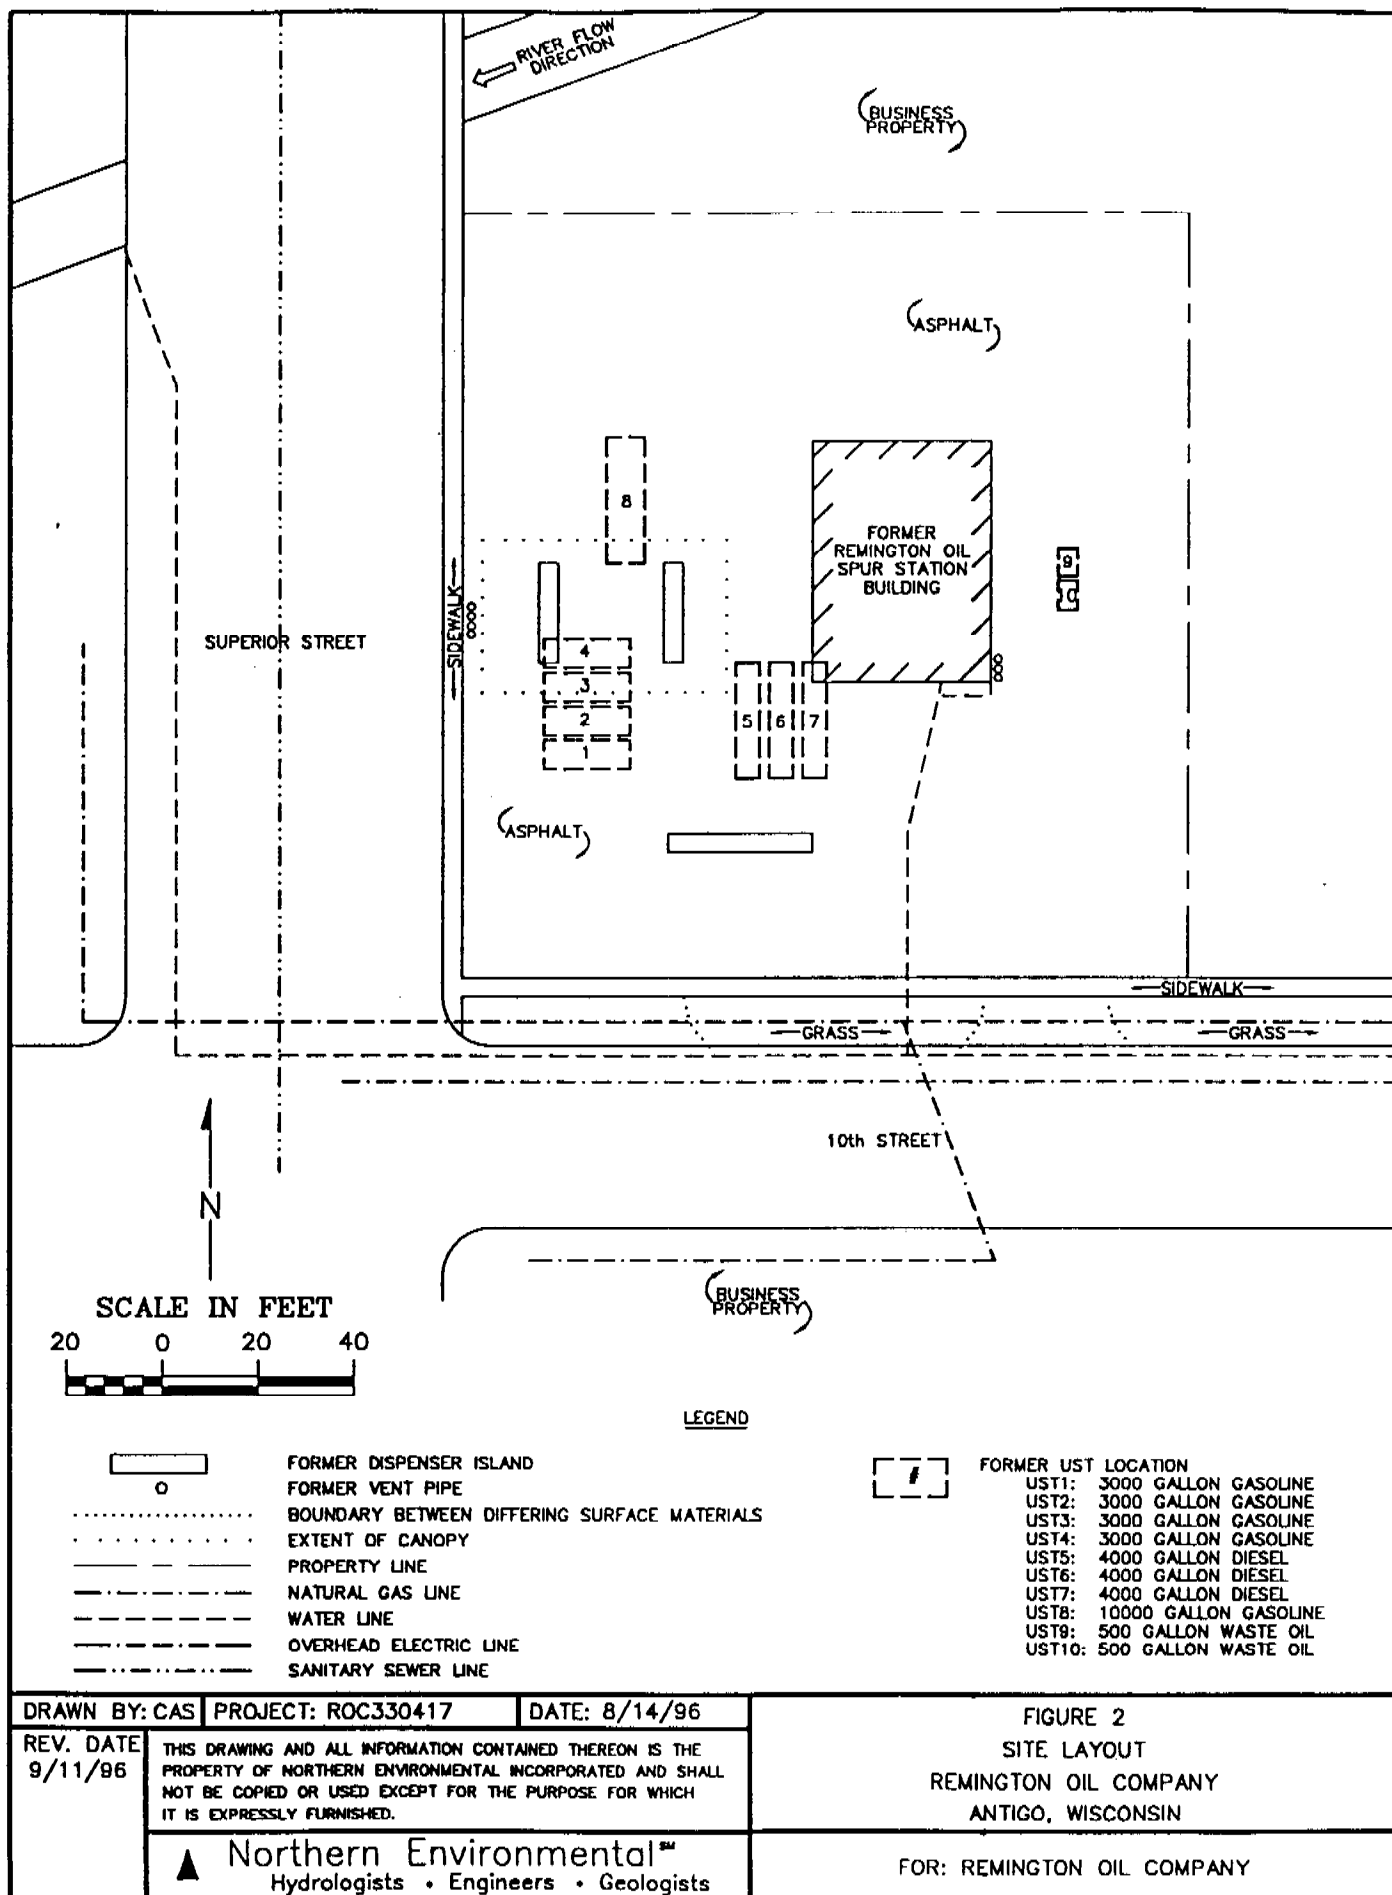 RIVER FLOW
DIRECTION
BUSINESS
PROPERTY
ASPHALT
8
FORMER
REMINGTON OIL
SPUR STATION
BUILDING
9
10
SIDEWALK
SUPERIOR STREET
4
3
2
1
5
6
7
ASPHALT
SIDEWALK
GRASS
GRASS
10th STREET
N
BUSINESS
PROPERTY
SCALE IN FEET
20 0 20 40
LEGEND
FORMER DISPENSER ISLAND
FORMER VENT PIPE
BOUNDARY BETWEEN DIFFERING SURFACE MATERIALS
EXTENT OF CANOPY
PROPERTY LINE
NATURAL GAS LINE
WATER LINE
OVERHEAD ELECTRIC LINE
SANITARY SEWER LINE
#
FORMER UST LOCATION
UST1: 3000 GALLON GASOLINE
UST2: 3000 GALLON GASOLINE
UST3: 3000 GALLON GASOLINE
UST4: 3000 GALLON GASOLINE
UST5: 4000 GALLON DIESEL
UST6: 4000 GALLON DIESEL
UST7: 4000 GALLON DIESEL
UST8: 10000 GALLON GASOLINE
UST9: 500 GALLON WASTE OIL
UST10: 500 GALLON WASTE OIL
DRAWN BY: CAS
PROJECT: ROC330417
DATE: 8/14/96
REV. DATE
9/11/96
THIS DRAWING AND ALL INFORMATION CONTAINED THEREON IS THE
PROPERTY OF NORTHERN ENVIRONMENTAL INCORPORATED AND SHALL
NOT BE COPIED OR USED EXCEPT FOR THE PURPOSE FOR WHICH
IT IS EXPRESSLY FURNISHED.
Northern Environmental℠
Hydrologists • Engineers • Geologists
FIGURE 2
SITE LAYOUT
REMINGTON OIL COMPANY
ANTIGO, WISCONSIN
FOR: REMINGTON OIL COMPANY